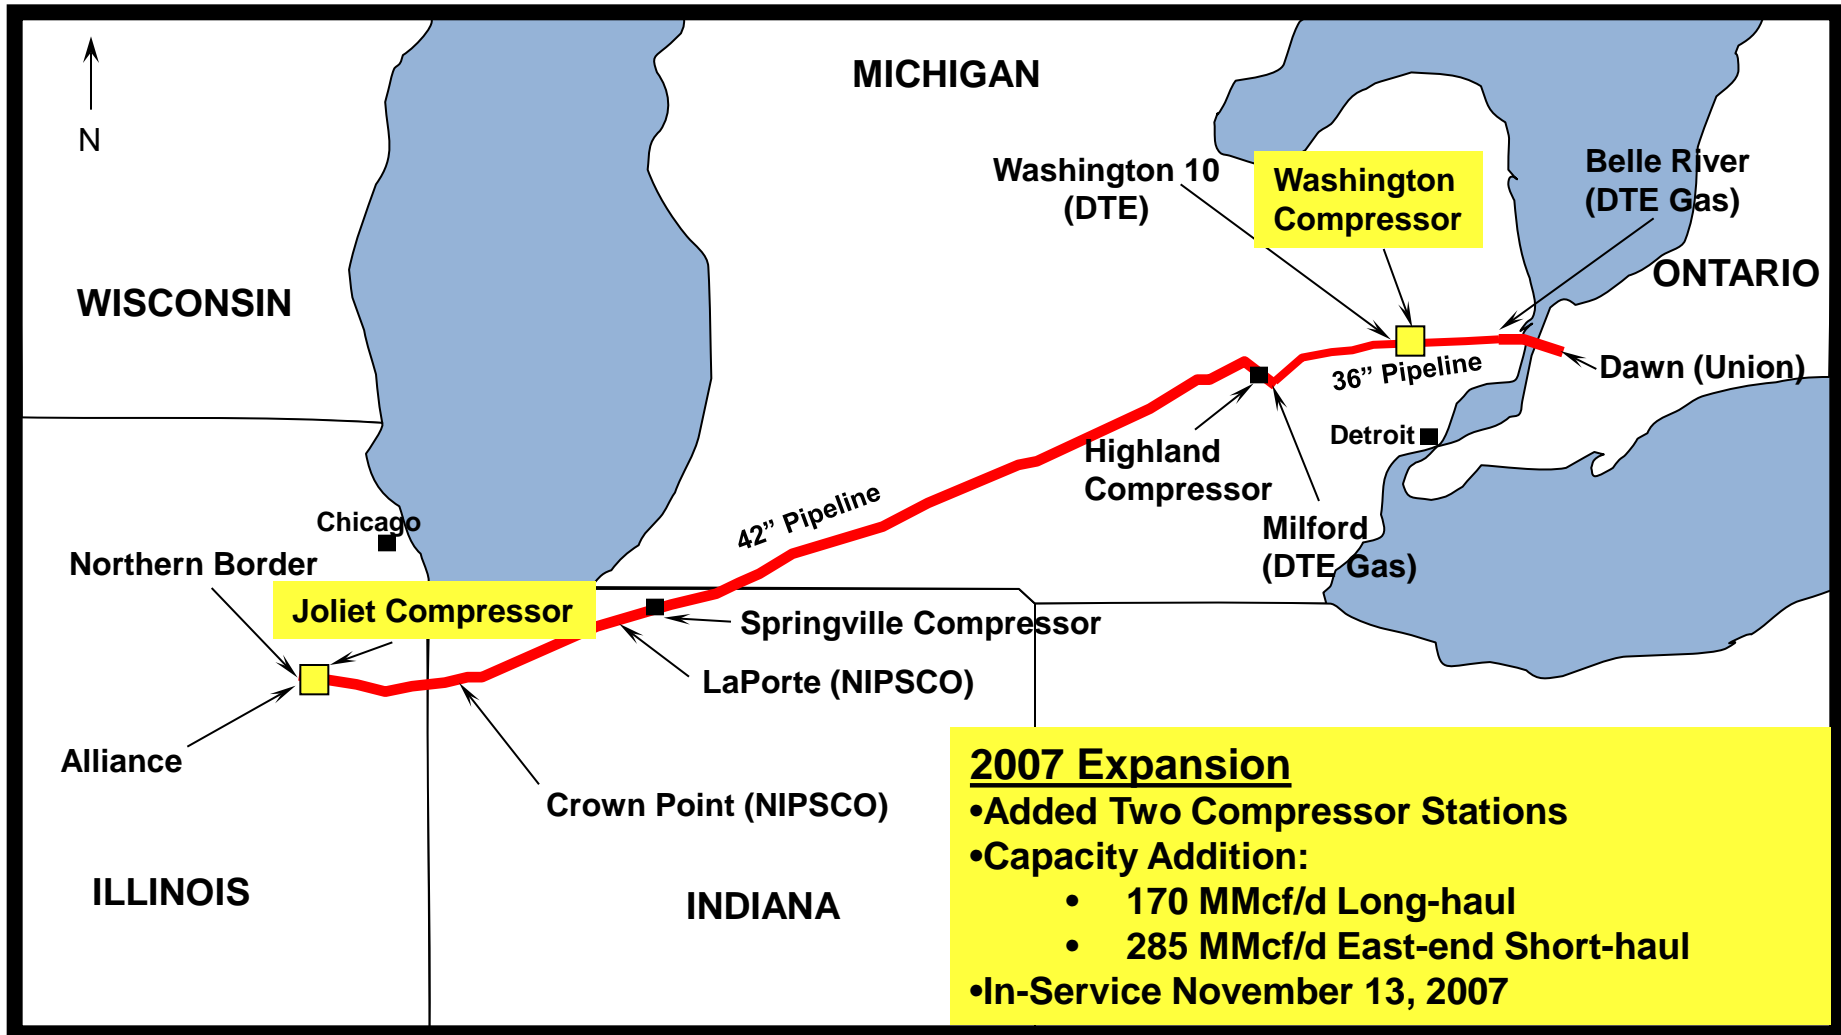 MICHIGAN
N
Washington 10
(DTE)
Washington
Compressor
Belle River
(DTE Gas)
WISCONSIN
ONTARIO
36” Pipeline
Dawn (Union)
Detroit
Highland
Compressor
42” Pipeline
Chicago
Northern Border
Milford
(DTE Gas)
Joliet Compressor
Springville Compressor
LaPorte (NIPSCO)
Alliance
Crown Point (NIPSCO)
ILLINOIS
INDIANA
2007 Expansion
•Added Two Compressor Stations
•Capacity Addition:
• 170 MMcf/d Long-haul
• 285 MMcf/d East-end Short-haul
•In-Service November 13, 2007